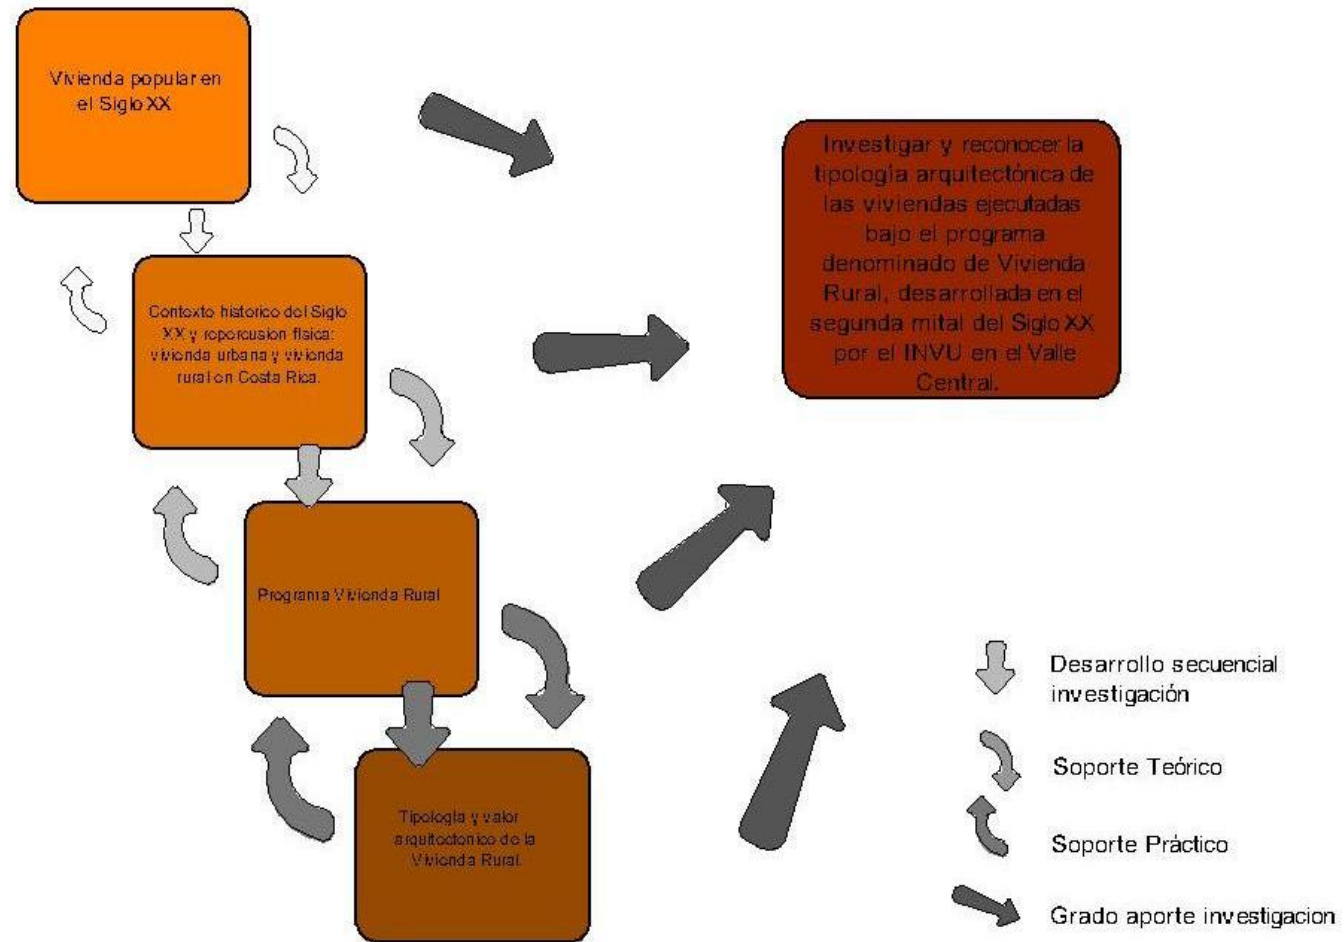 Vivienda popular en
el Siglo XX
Contexto historico del Siglo
XX y repercusion fisica:
vivienda urbana y vivienda
rural en Costa Rica.
Programa Vivienda Rural
Tipología y valor
arquitectonico de la
Vivienda Rural.
Investigar y reconocer la
tipología arquitectónica de
las viviendas ejecutadas
bajo el programa
denominado de Vivienda
Rural, desarrollada en el
segunda mital del Siglo XX
por el INVU en el Valle
Central.
Desarrollo secuencial
investigación
Soporte Teórico
Soporte Práctico
Grado aporte investigacion